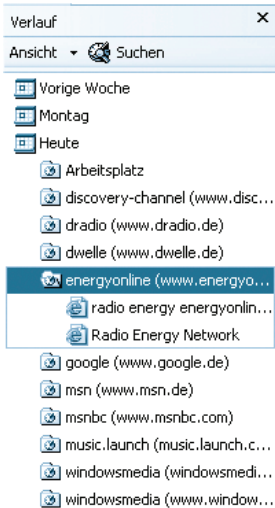 Verlauf
Ansicht Suchen
Vorige Woche
Montag
Heute
Arbeitsplatz
discovery-channel (www.disc...
dradio (www.dradio.de)
dwelle (www.dwelle.de)
energyonline (www.energyo...
radio energy energyonlin...
Radio Energy Network
google (www.google.de)
msn (www.msn.de)
msnbc (www.msnbc.com)
music.launch (music.launch.c...
windowsmedia (windowsmedi...
windowsmedia (www.window...